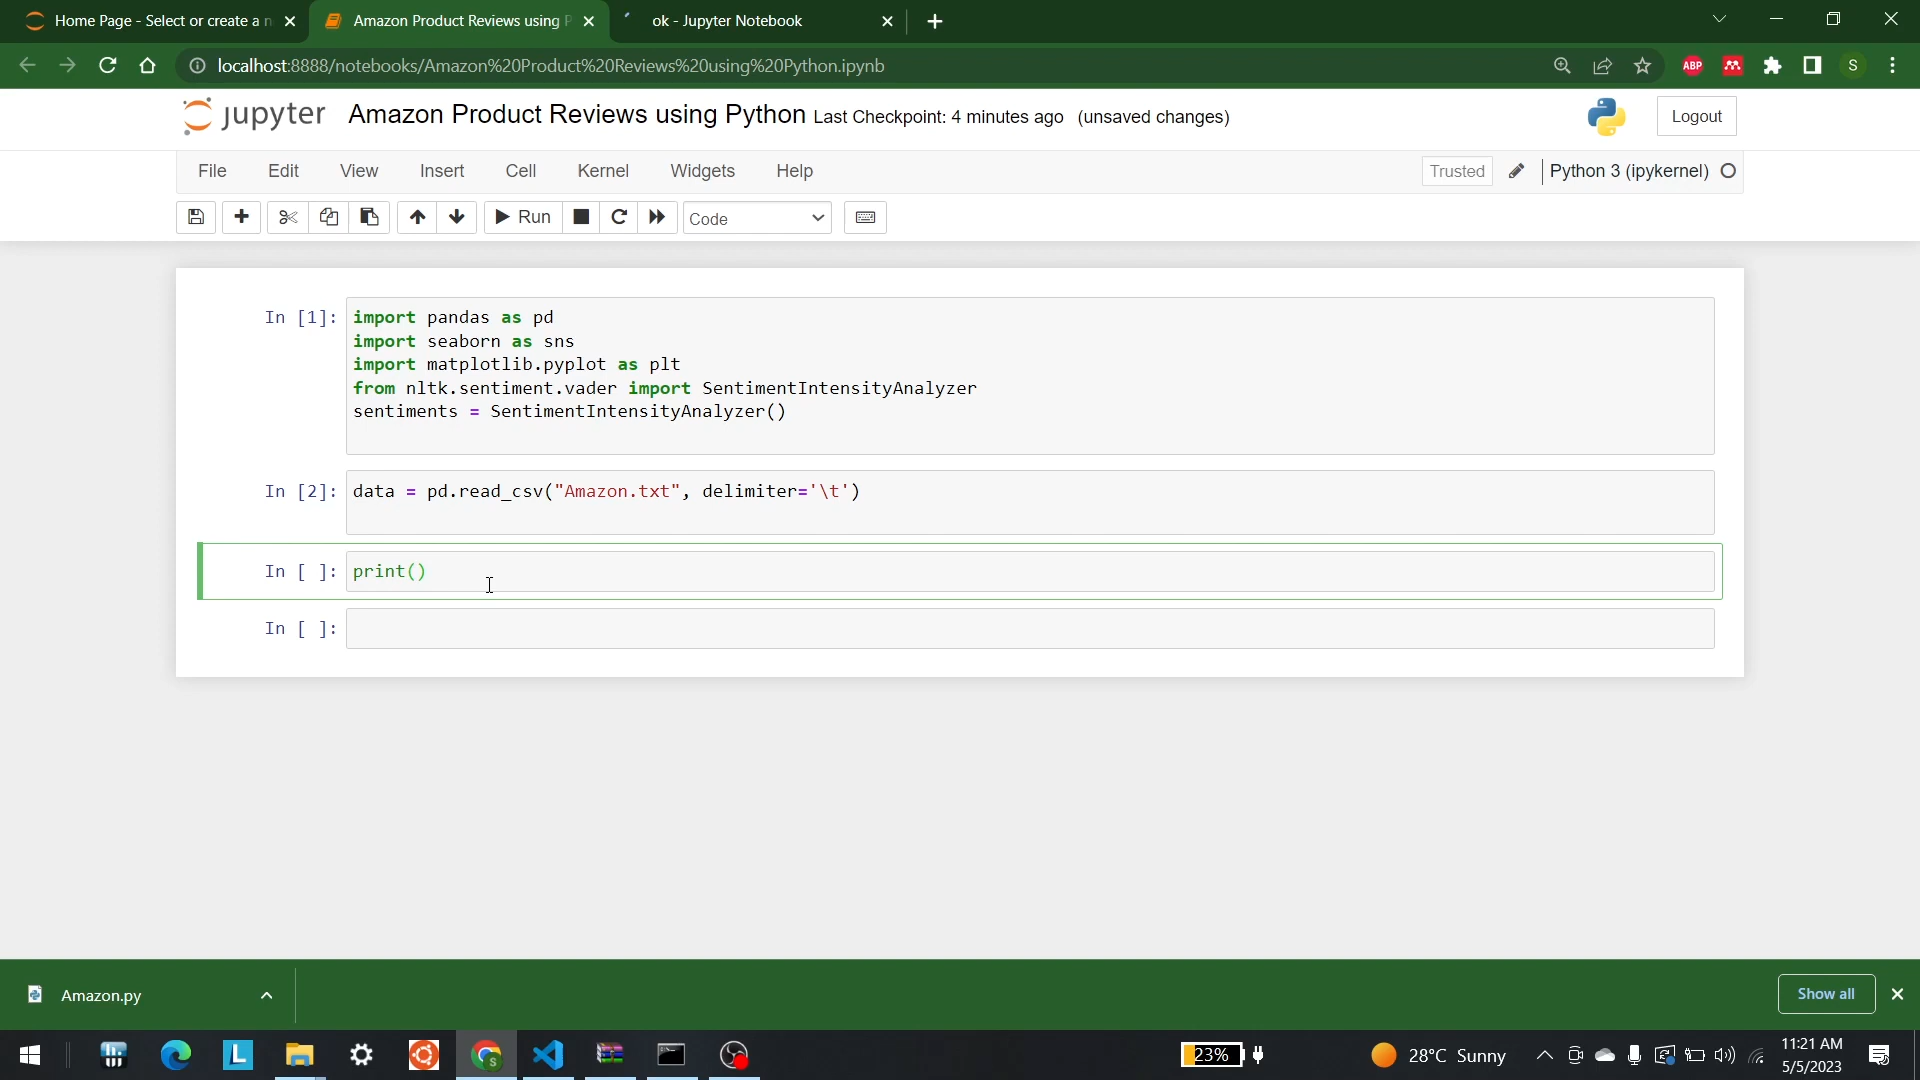 Home Page - Select or create a n
Amazon Product Reviews using P
ok - Jupyter Notebook
localhost:8888/notebooks/Amazon%20Product%20Reviews%20using%20Python.ipynb
ABP
S
jupyter Amazon Product Reviews using Python Last Checkpoint: 4 minutes ago (unsaved changes)
Logout
File Edit View Insert Cell Kernel Widgets Help
Trusted Python 3 (ipykernel)
Run Code
In [1]: import pandas as pd
import seaborn as sns
import matplotlib.pyplot as plt
from nltk.sentiment.vader import SentimentIntensityAnalyzer
sentiments = SentimentIntensityAnalyzer()
In [2]: data = pd.read_csv("Amazon.txt", delimiter='\t')
In [ ]: print()
In [ ]:
Amazon.py
Show all
L
S
23%
28°C Sunny
11:21 AM
5/5/2023